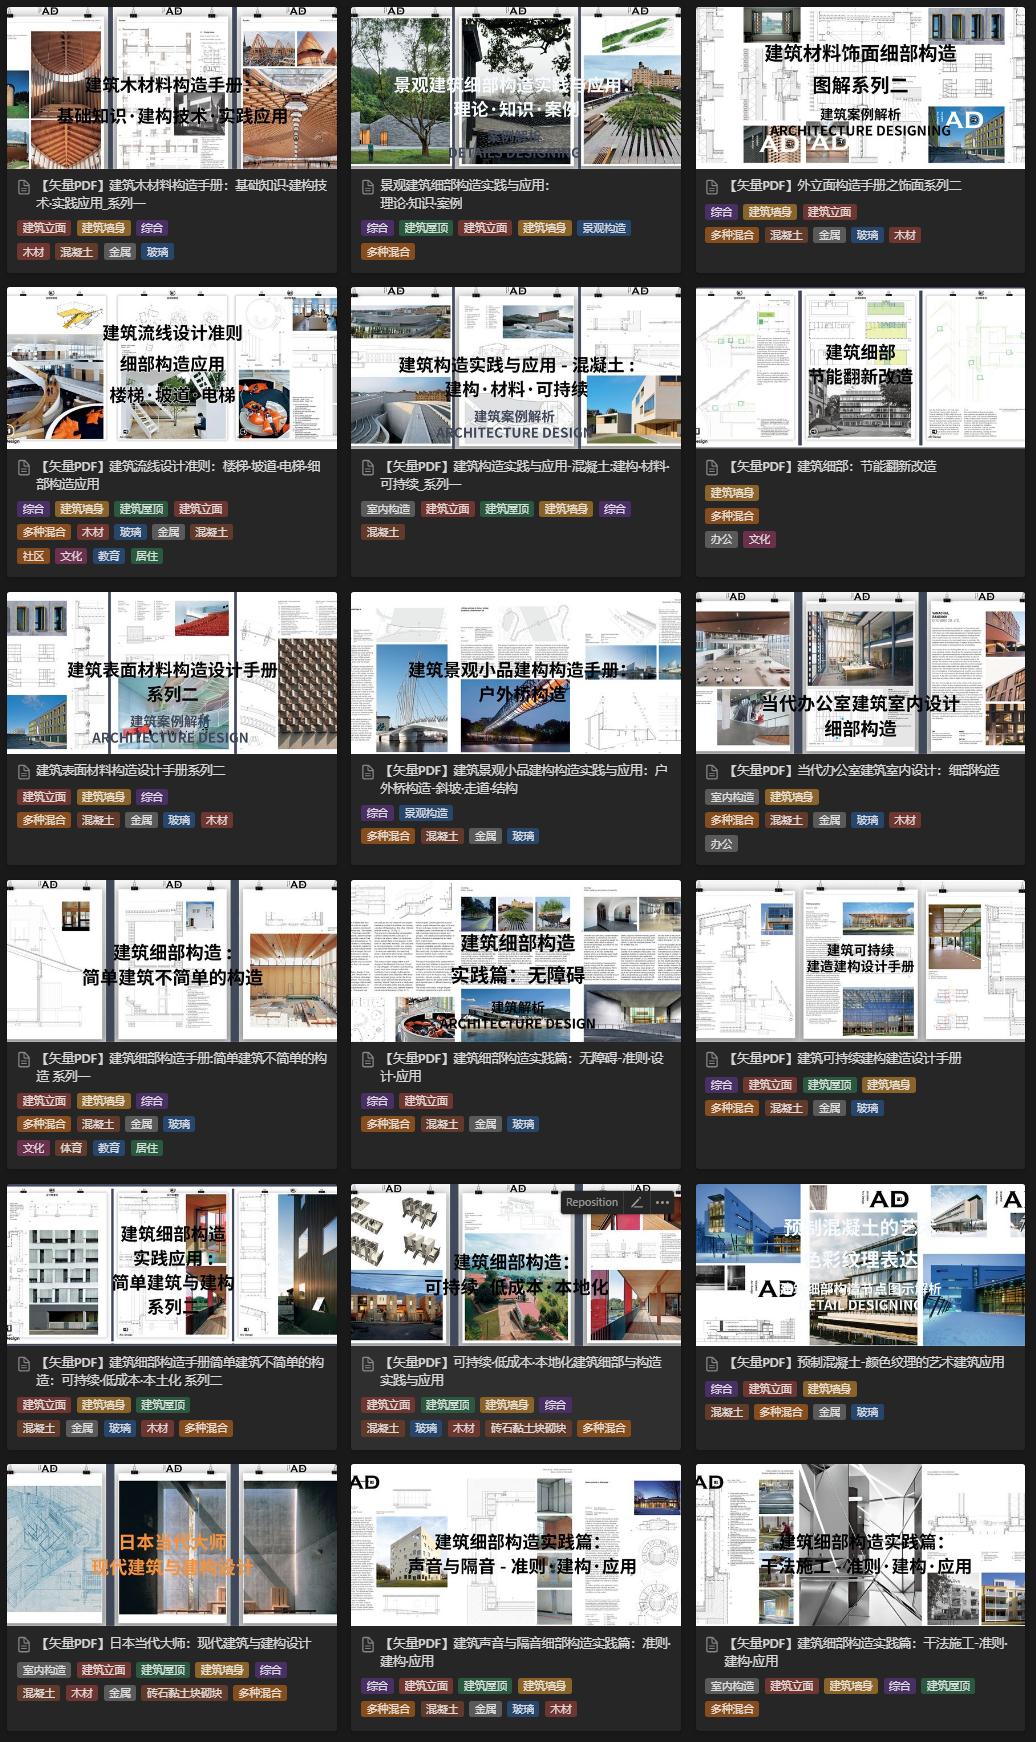 AD
AD
AD
建筑木材料构造手册：
基础知识·建构技术·实践应用
【矢量PDF】建筑木材料构造手册：基础知识-建构技
术-实践应用_系列一
建筑立面 建筑墙身 综合
木材 混凝土 金属 玻璃
AD
AD
AD
景观建筑细部构造实践与应用：
理论·知识·案例
案例解析
DETAILS DESIGNING
景观建筑细部构造实践与应用：
理论-知识-案例
综合 建筑屋顶 建筑立面 建筑墙身 景观构造
多种混合
建筑材料饰面细部构造
图解系列二
建筑案例解析
ARCHITECTURE DESIGNING
AD
AD
AD
【矢量PDF】外立面构造手册之饰面系列二
综合 建筑墙身 建筑立面
多种混合 混凝土 金属 玻璃 木材
建筑流线设计准则
细部构造应用
楼梯·坡道·电梯
【矢量PDF】建筑流线设计准则：楼梯-坡道-电梯-细
部构造应用
综合 建筑墙身 建筑屋顶 建筑立面
多种混合 木材 玻璃 金属 混凝土
社区 文化 教育 居住
AD
AD
AD
建筑构造实践与应用 - 混凝土：
建构·材料·可持续
建筑案例解析
ARCHITECTURE DESIGN
【矢量PDF】建筑构造实践与应用-混凝土:建构-材料-
可持续_系列一
室内构造 建筑立面 建筑屋顶 建筑墙身 综合
混凝土
建筑细部
节能翻新改造
【矢量PDF】建筑细部：节能翻新改造
建筑墙身
多种混合
办公 文化
建筑表面材料构造设计手册
系列二
建筑案例解析
ARCHITECTURE DESIGN
建筑表面材料构造设计手册系列二
建筑立面 建筑墙身 综合
多种混合 混凝土 金属 玻璃 木材
建筑景观小品建构构造手册：
户外桥构造
【矢量PDF】建筑景观小品建构构造实践与应用：户
外桥构造-斜坡-走道-结构
综合 景观构造
多种混合 混凝土 金属 玻璃
AD
AD
AD
当代办公室建筑室内设计
细部构造
【矢量PDF】当代办公室建筑室内设计：细部构造
室内构造 建筑墙身
多种混合 混凝土 金属 玻璃 木材
办公
AD
AD
AD
建筑细部构造：
简单建筑不简单的构造
【矢量PDF】建筑细部构造手册:简单建筑不简单的构
造 系列一
建筑立面 建筑墙身 综合
多种混合 混凝土 金属 玻璃
文化 体育 教育 居住
建筑细部构造
实践篇：无障碍
建筑解析
ARCHITECTURE DESIGN
【矢量PDF】建筑细部构造实践篇：无障碍-准则-设
计-应用
综合 建筑立面
多种混合 混凝土 金属 玻璃
建筑可持续
建造建构设计手册
【矢量PDF】建筑可持续建构建造设计手册
综合 建筑立面 建筑屋顶 建筑墙身
多种混合 混凝土 金属 玻璃
建筑细部构造
实践应用：
简单建筑与建构
系列二
【矢量PDF】建筑细部构造手册简单建筑不简单的构
造：可持续-低成本-本土化 系列二
建筑立面 建筑墙身 建筑屋顶
混凝土 金属 玻璃 木材 多种混合
AD
AD
Reposition
建筑细部构造：
可持续·低成本·本地化
【矢量PDF】可持续-低成本-本地化建筑细部与构造
实践与应用
建筑立面 建筑屋顶 建筑墙身 综合
混凝土 玻璃 木材 砖石黏土块砌块 多种混合
AD
预制混凝土的艺术
色彩纹理表达
建筑细部构造节点图示解析
DETAIL DESIGNING
【矢量PDF】预制混凝土-颜色纹理的艺术建筑应用
综合 建筑立面 建筑墙身
混凝土 多种混合 金属 玻璃
AD
AD
AD
日本当代大师
现代建筑与建构设计
【矢量PDF】日本当代大师：现代建筑与建构设计
室内构造 建筑立面 建筑屋顶 建筑墙身 综合
混凝土 木材 金属 砖石黏土块砌块 多种混合
AD
建筑细部构造实践篇：
声音与隔音 - 准则·建构·应用
【矢量PDF】建筑声音与隔音细部构造实践篇：准则-
建构-应用
综合 建筑立面 建筑屋顶 建筑墙身
多种混合 混凝土 金属 玻璃 木材
AD
建筑细部构造实践篇：
干法施工 - 准则·建构·应用
【矢量PDF】建筑细部构造实践篇：干法施工-准则-
建构-应用
室内构造 建筑立面 建筑墙身 综合 建筑屋顶
多种混合